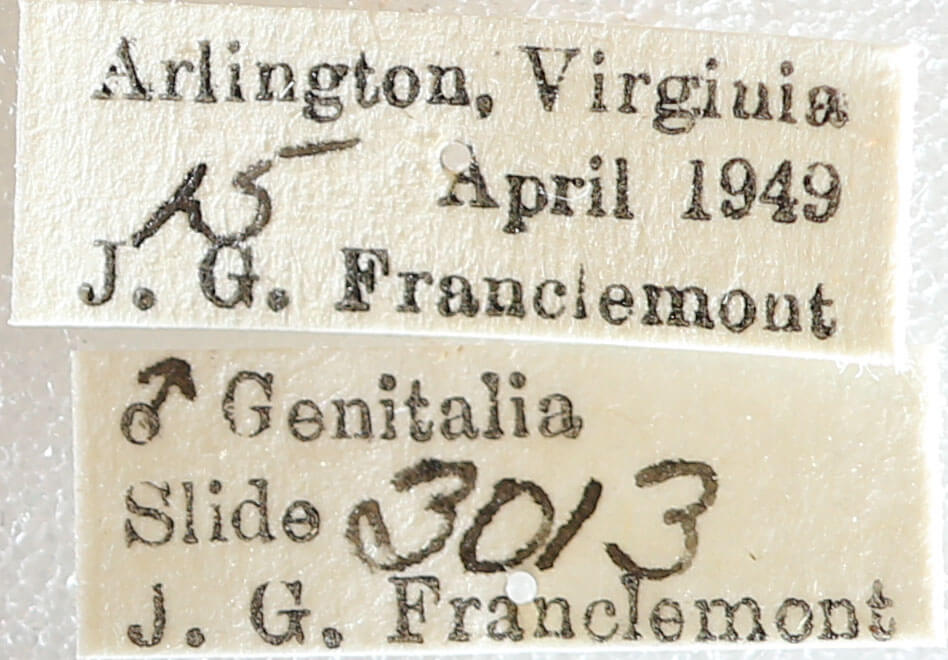 Arlington, Virginia
15 April 1949
J. G. Franclemont
♂ Genitalia
Slide 3013
J. G. Franclemont